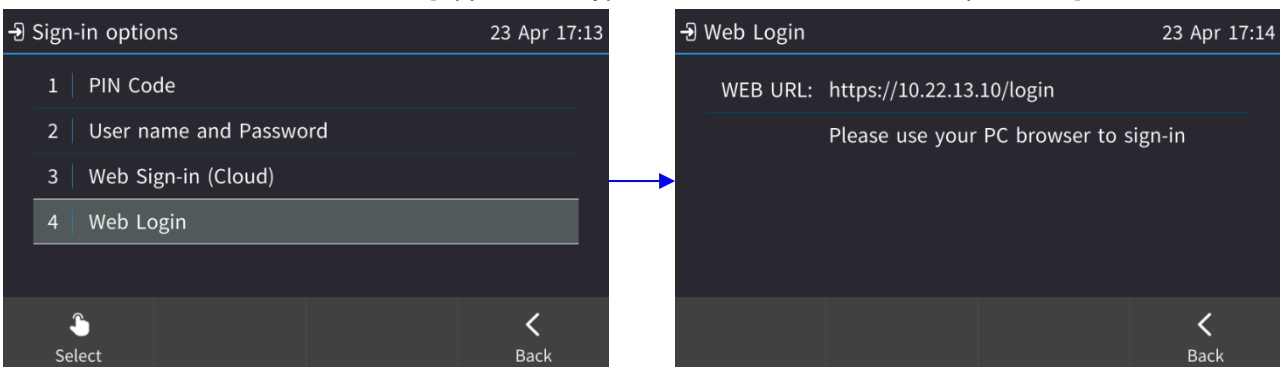 Sign-in options 23 Apr 17:13
1 PIN Code
2 User name and Password
3 Web Sign-in (Cloud)
4 Web Login
Select Back
Web Login 23 Apr 17:14
WEB URL: https://10.22.13.10/login
Please use your PC browser to sign-in
Back